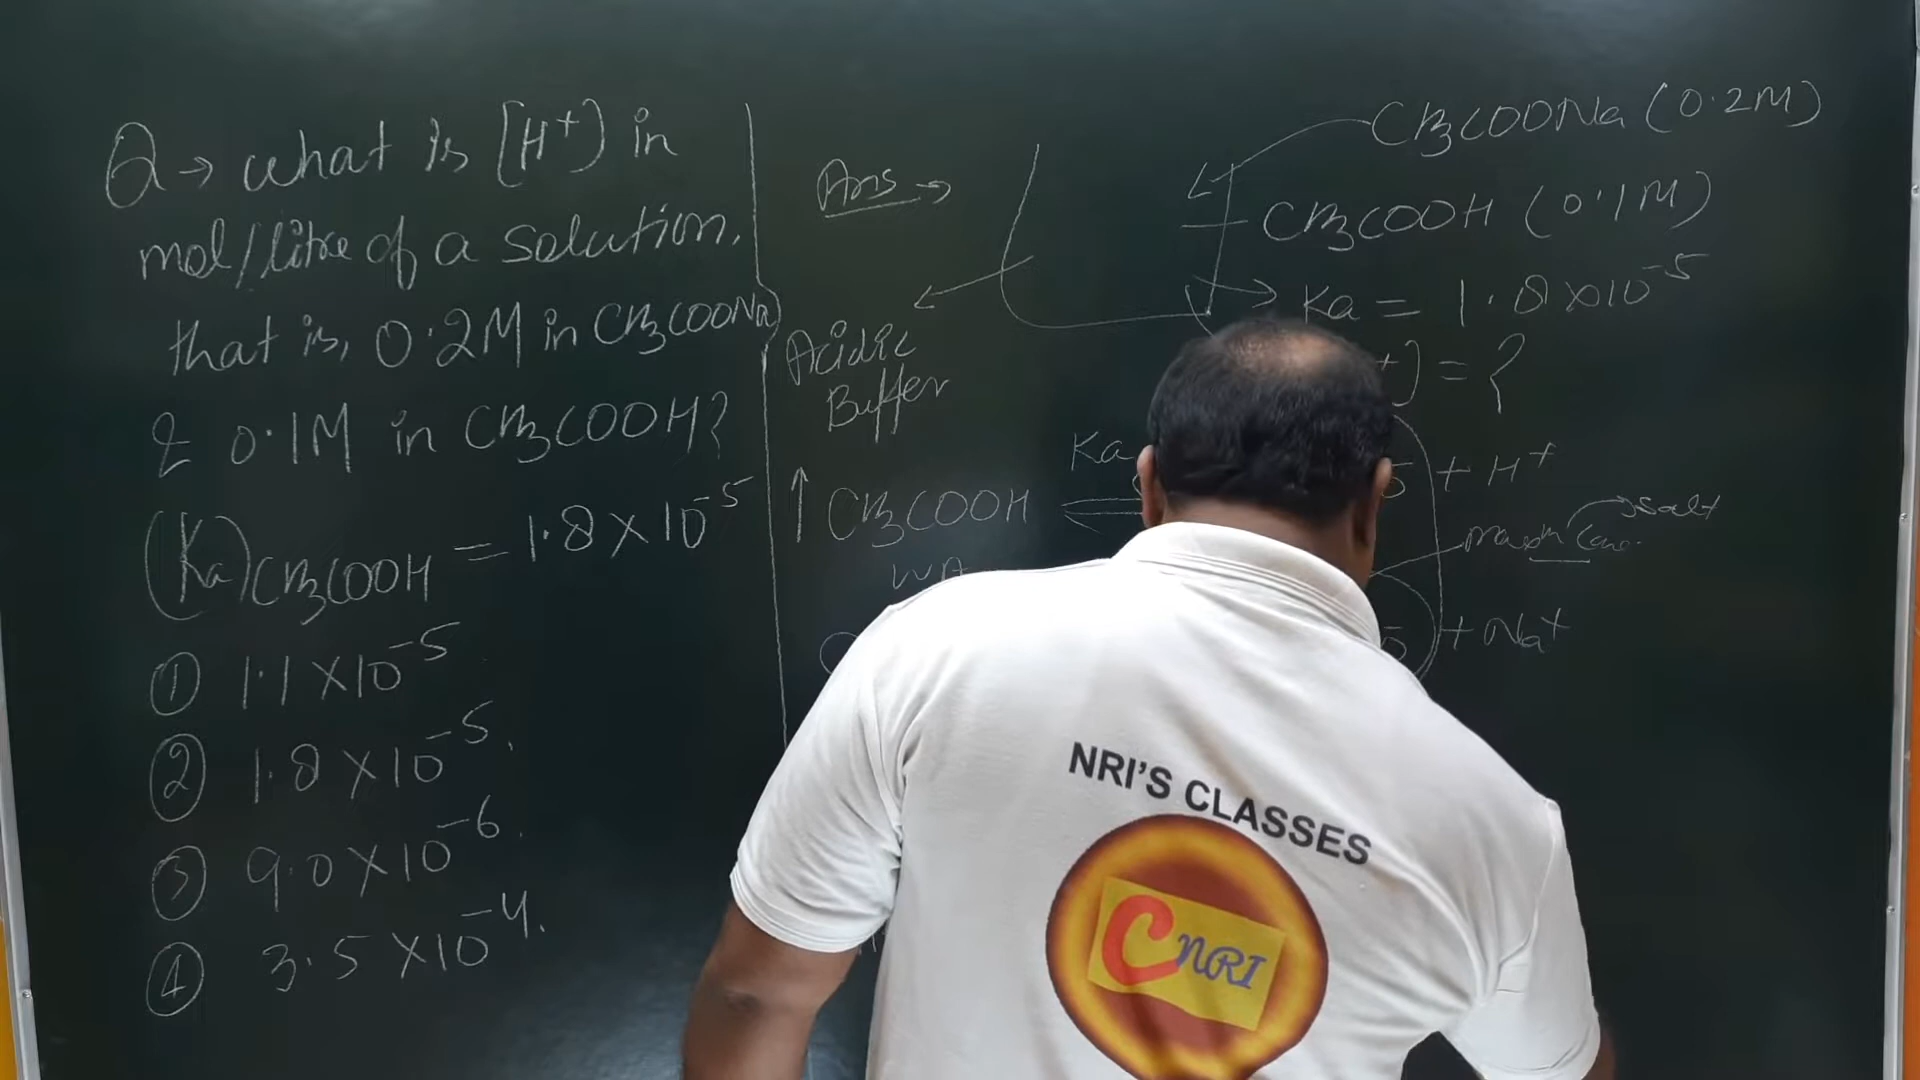 Q→ what is [H⁺] in
mol/litre of a solution,
that is, 0.2M in CH3COONa
& 0.1M in CH3COOH?
(Ka)CH3COOH = 1.8×10⁻⁵
① 1.1×10⁻⁵
② 1.8×10⁻⁵.
③ 9.0×10⁻⁶.
④ 3.5×10⁻⁴.
Ans →
CH3COONa (0.2M)
CH3COOH (0.1M)
Ka = 1.8×10⁻⁵
+] = ?
Acidic
Buffer
Ka
↑ CH3COOH ⇌
+ H⁺
Salt
WA
+ Na⁺
NRI'S CLASSES
CNRI